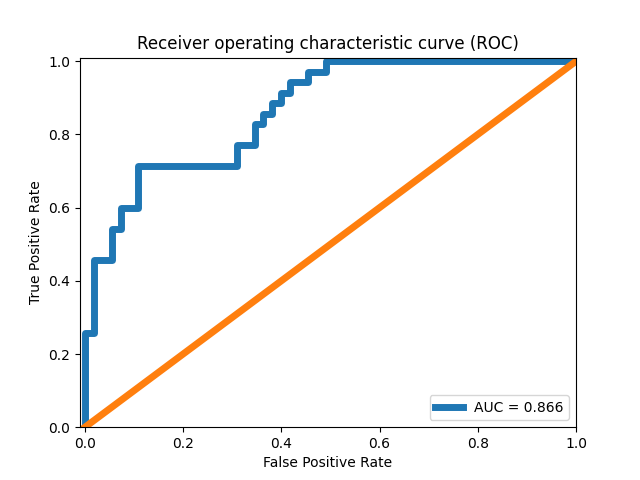 Receiver operating characteristic curve (ROC)
1.0
0.8
0.6
0.4
0.2
0.0
True Positive Rate
AUC = 0.866
0.0 0.2 0.4 0.6 0.8 1.0
False Positive Rate